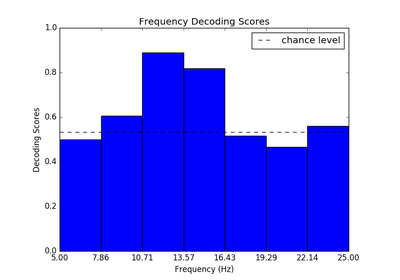 Frequency Decoding Scores
1.0
chance level
0.8
0.6
0.4
0.2
0.0
Decoding Scores
5.00 7.86 10.71 13.57 16.43 19.29 22.14 25.00
Frequency (Hz)